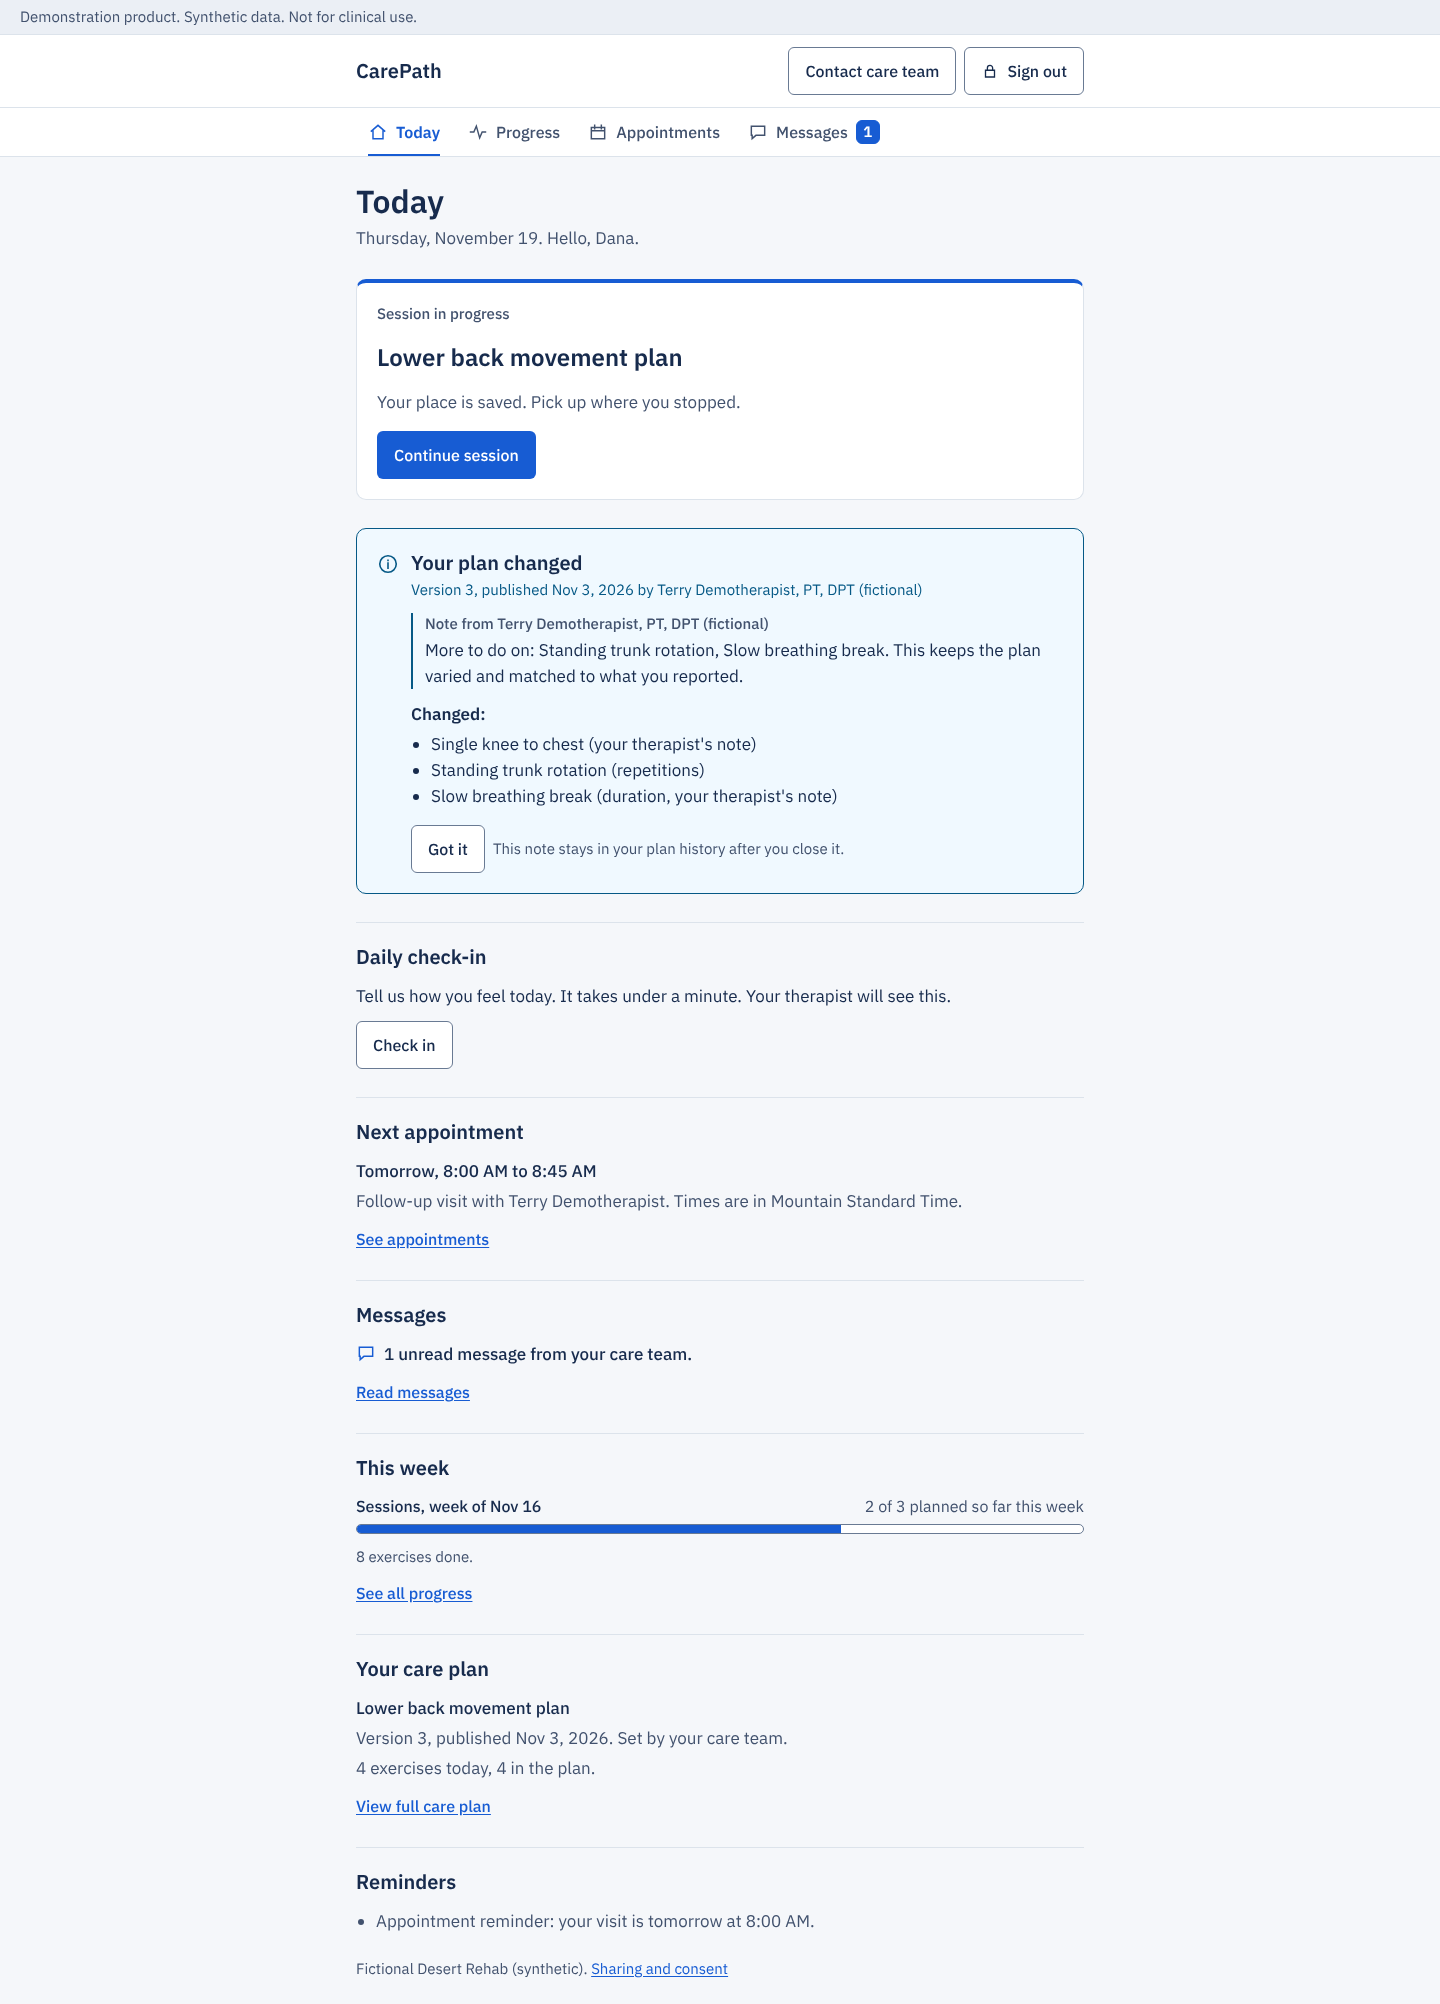 Demonstration product. Synthetic data. Not for clinical use.
CarePath
Contact care team
Sign out
Today
Progress
Appointments
Messages
1
Today
Thursday, November 19. Hello, Dana.
Session in progress
Lower back movement plan
Your place is saved. Pick up where you stopped.
Continue session
Your plan changed
Version 3, published Nov 3, 2026 by Terry Demotherapist, PT, DPT (fictional)
Note from Terry Demotherapist, PT, DPT (fictional)
More to do on: Standing trunk rotation, Slow breathing break. This keeps the plan
varied and matched to what you reported.
Changed:
• Single knee to chest (your therapist's note)
• Standing trunk rotation (repetitions)
• Slow breathing break (duration, your therapist's note)
Got it
This note stays in your plan history after you close it.
Daily check-in
Tell us how you feel today. It takes under a minute. Your therapist will see this.
Check in
Next appointment
Tomorrow, 8:00 AM to 8:45 AM
Follow-up visit with Terry Demotherapist. Times are in Mountain Standard Time.
See appointments
Messages
1 unread message from your care team.
Read messages
This week
Sessions, week of Nov 16
2 of 3 planned so far this week
8 exercises done.
See all progress
Your care plan
Lower back movement plan
Version 3, published Nov 3, 2026. Set by your care team.
4 exercises today, 4 in the plan.
View full care plan
Reminders
• Appointment reminder: your visit is tomorrow at 8:00 AM.
Fictional Desert Rehab (synthetic). Sharing and consent